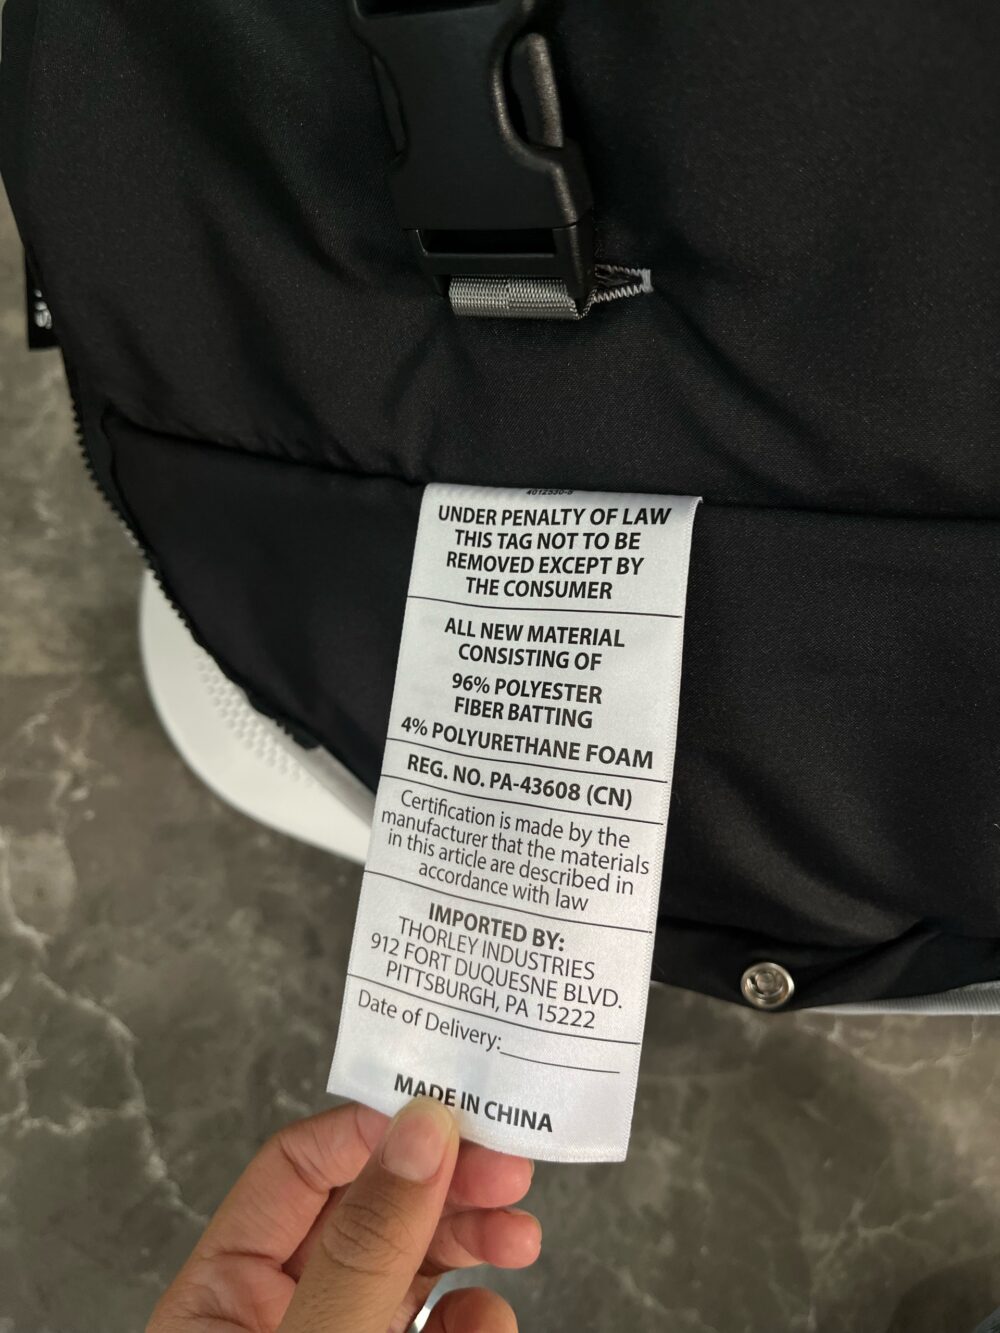 UNDER PENALTY OF LAW
THIS TAG NOT TO BE
REMOVED EXCEPT BY
THE CONSUMER
ALL NEW MATERIAL
CONSISTING OF
96% POLYESTER
FIBER BATTING
4% POLYURETHANE FOAM
REG. NO. PA-43608 (CN)
Certification is made by the
manufacturer that the materials
in this article are described in
accordance with law
IMPORTED BY:
THORLEY INDUSTRIES
912 FORT DUQUESNE BLVD.
PITTSBURGH, PA 15222
Date of Delivery:
MADE IN CHINA